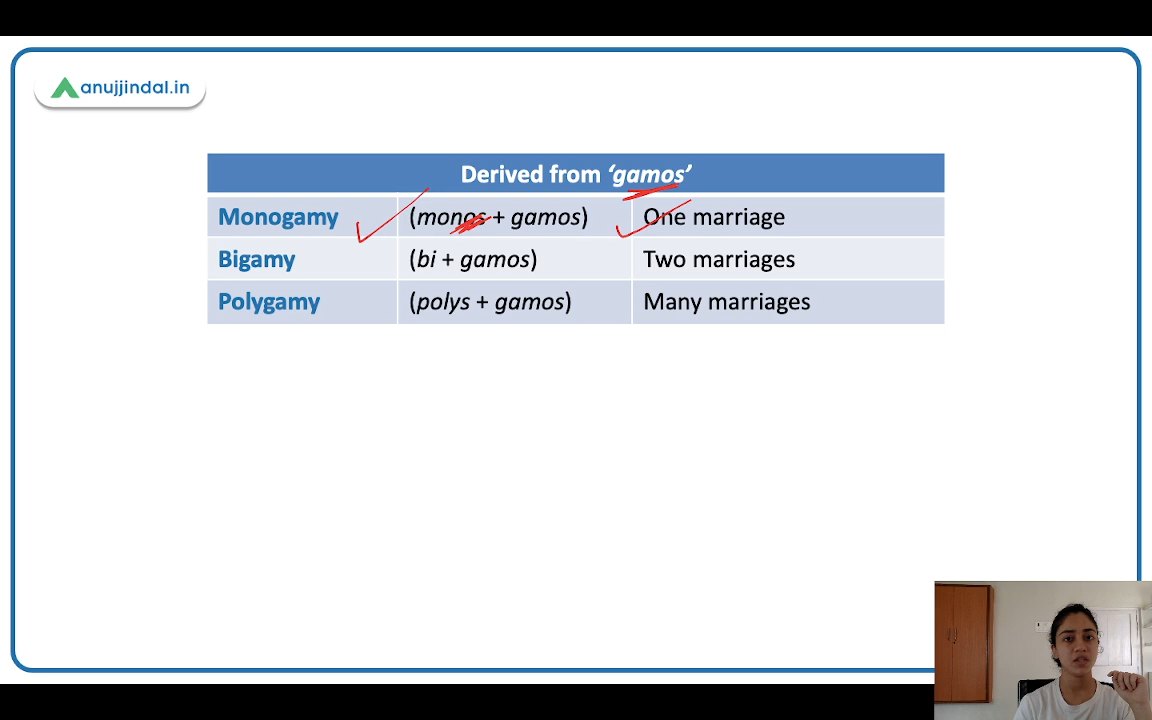 anujjindal.in
Derived from ‘gamos’
Monogamy (monos + gamos) One marriage
Bigamy (bi + gamos) Two marriages
Polygamy (polys + gamos) Many marriages